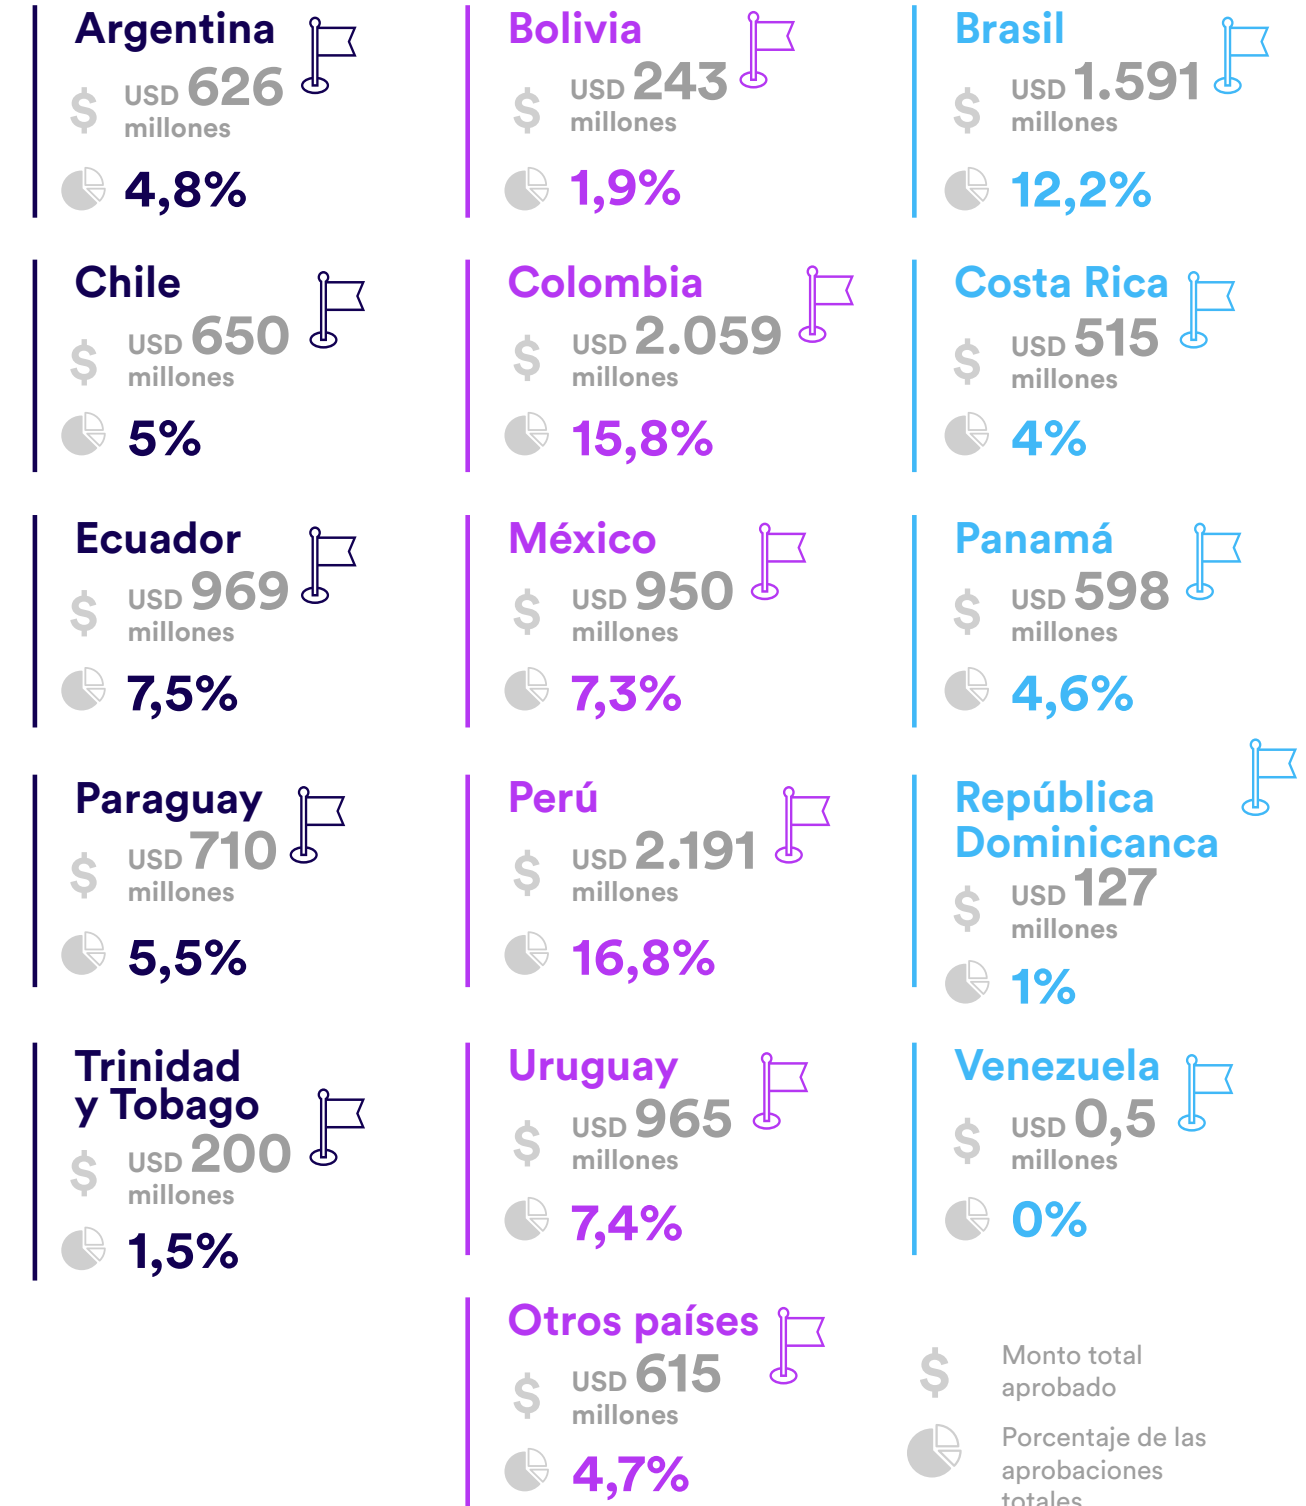 Argentina
$ USD 626
millones
4,8%
Bolivia
$ USD 243
millones
1,9%
Brasil
$ USD 1.591
millones
12,2%
Chile
$ USD 650
millones
5%
Colombia
$ USD 2.059
millones
15,8%
Costa Rica
$ USD 515
millones
4%
Ecuador
$ USD 969
millones
7,5%
México
$ USD 950
millones
7,3%
Panamá
$ USD 598
millones
4,6%
Paraguay
$ USD 710
millones
5,5%
Perú
$ USD 2.191
millones
16,8%
República
Dominicanca
$ USD 127
millones
1%
Trinidad
y Tobago
$ USD 200
millones
1,5%
Uruguay
$ USD 965
millones
7,4%
Venezuela
$ USD 0,5
millones
0%
Otros países
$ USD 615
millones
4,7%
$ Monto total
aprobado
Porcentaje de las
aprobaciones
totales